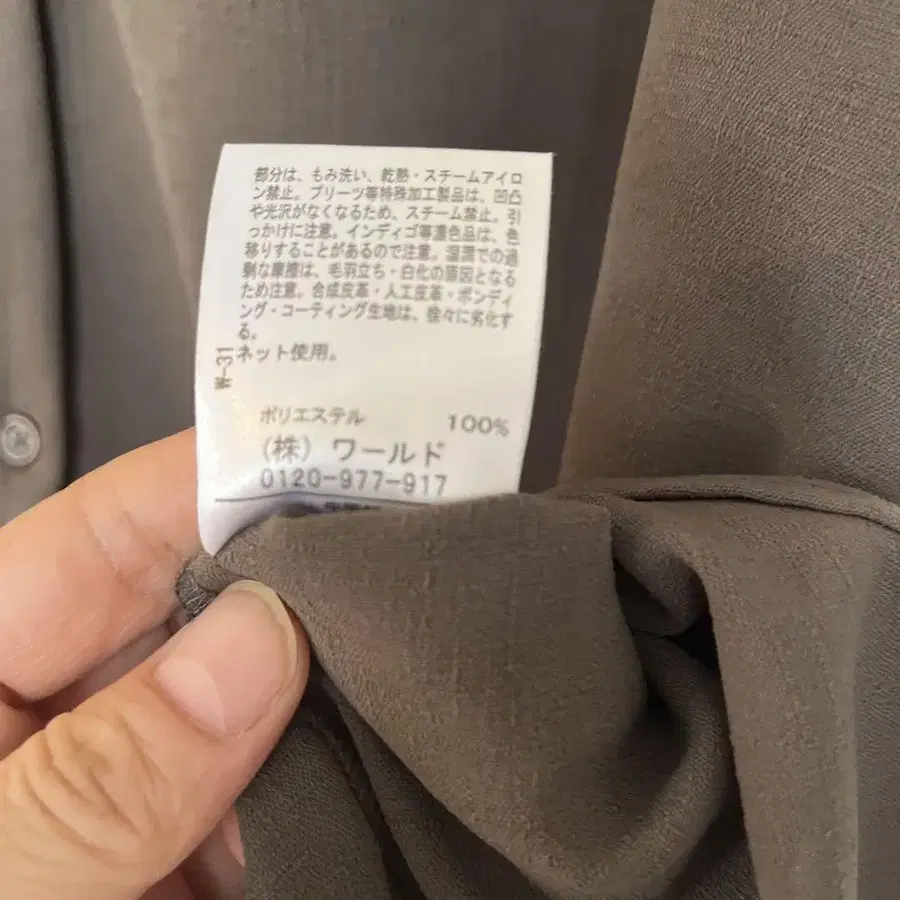 部分は、もみ洗い、乾熱・スチームアイロ
ン禁止。プリーツ等特殊加工製品は、凹凸
や光沢がなくなるため、スチーム禁止。引
っかけに注意。インディゴ等濃色品は、色
移りすることがあるので注意。湿潤での過
剰な摩擦は、毛羽立ち・白化の原因となる
ため注意。合成皮革・人工皮革・ボンディ
ング・コーティング生地は、徐々に劣化す
る。
ネット使用。
W-31
ポリエステル 100%
(株) ワールド
0120-977-917